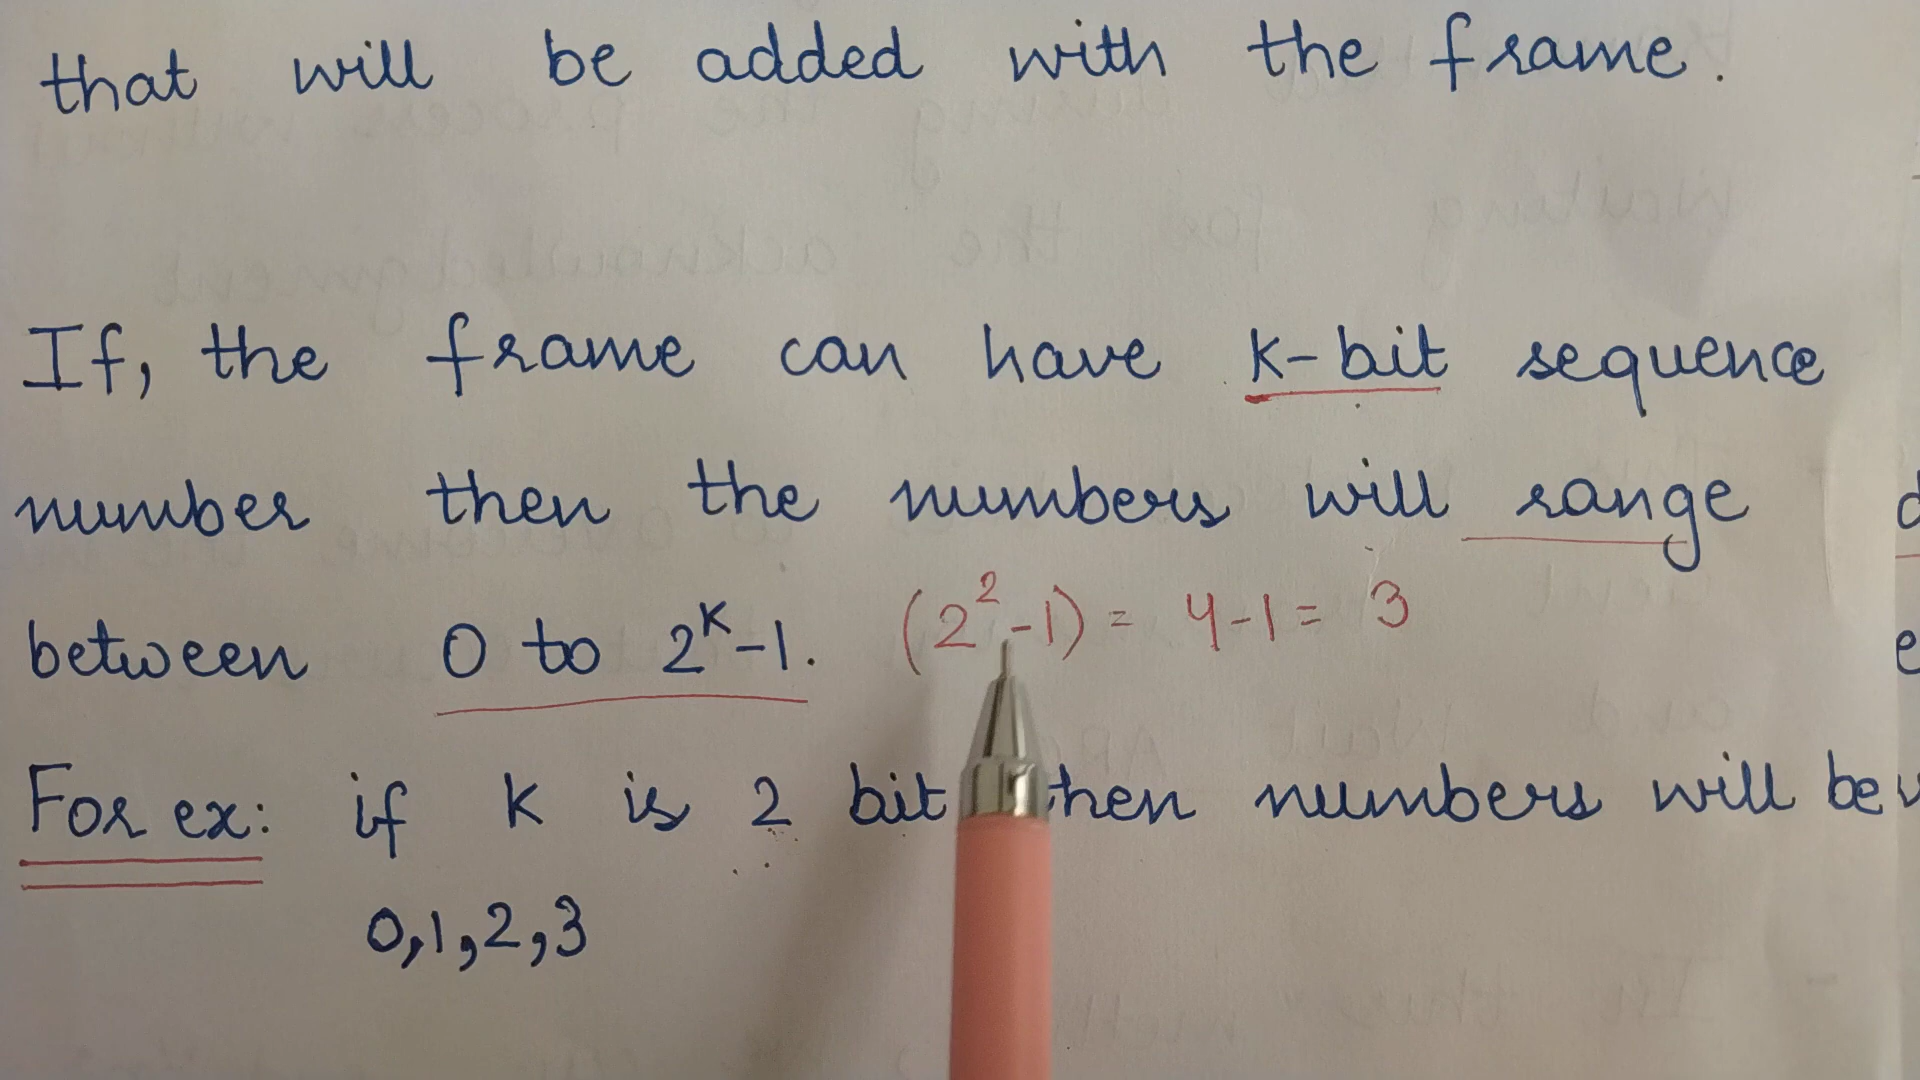 that will be added with the frame.
If, the frame can have K-bit sequence
number then the numbers will range
between 0 to 2^K-1. (2^2-1) = 4-1 = 3
For ex: if K is 2 bit then numbers will be
0,1,2,3